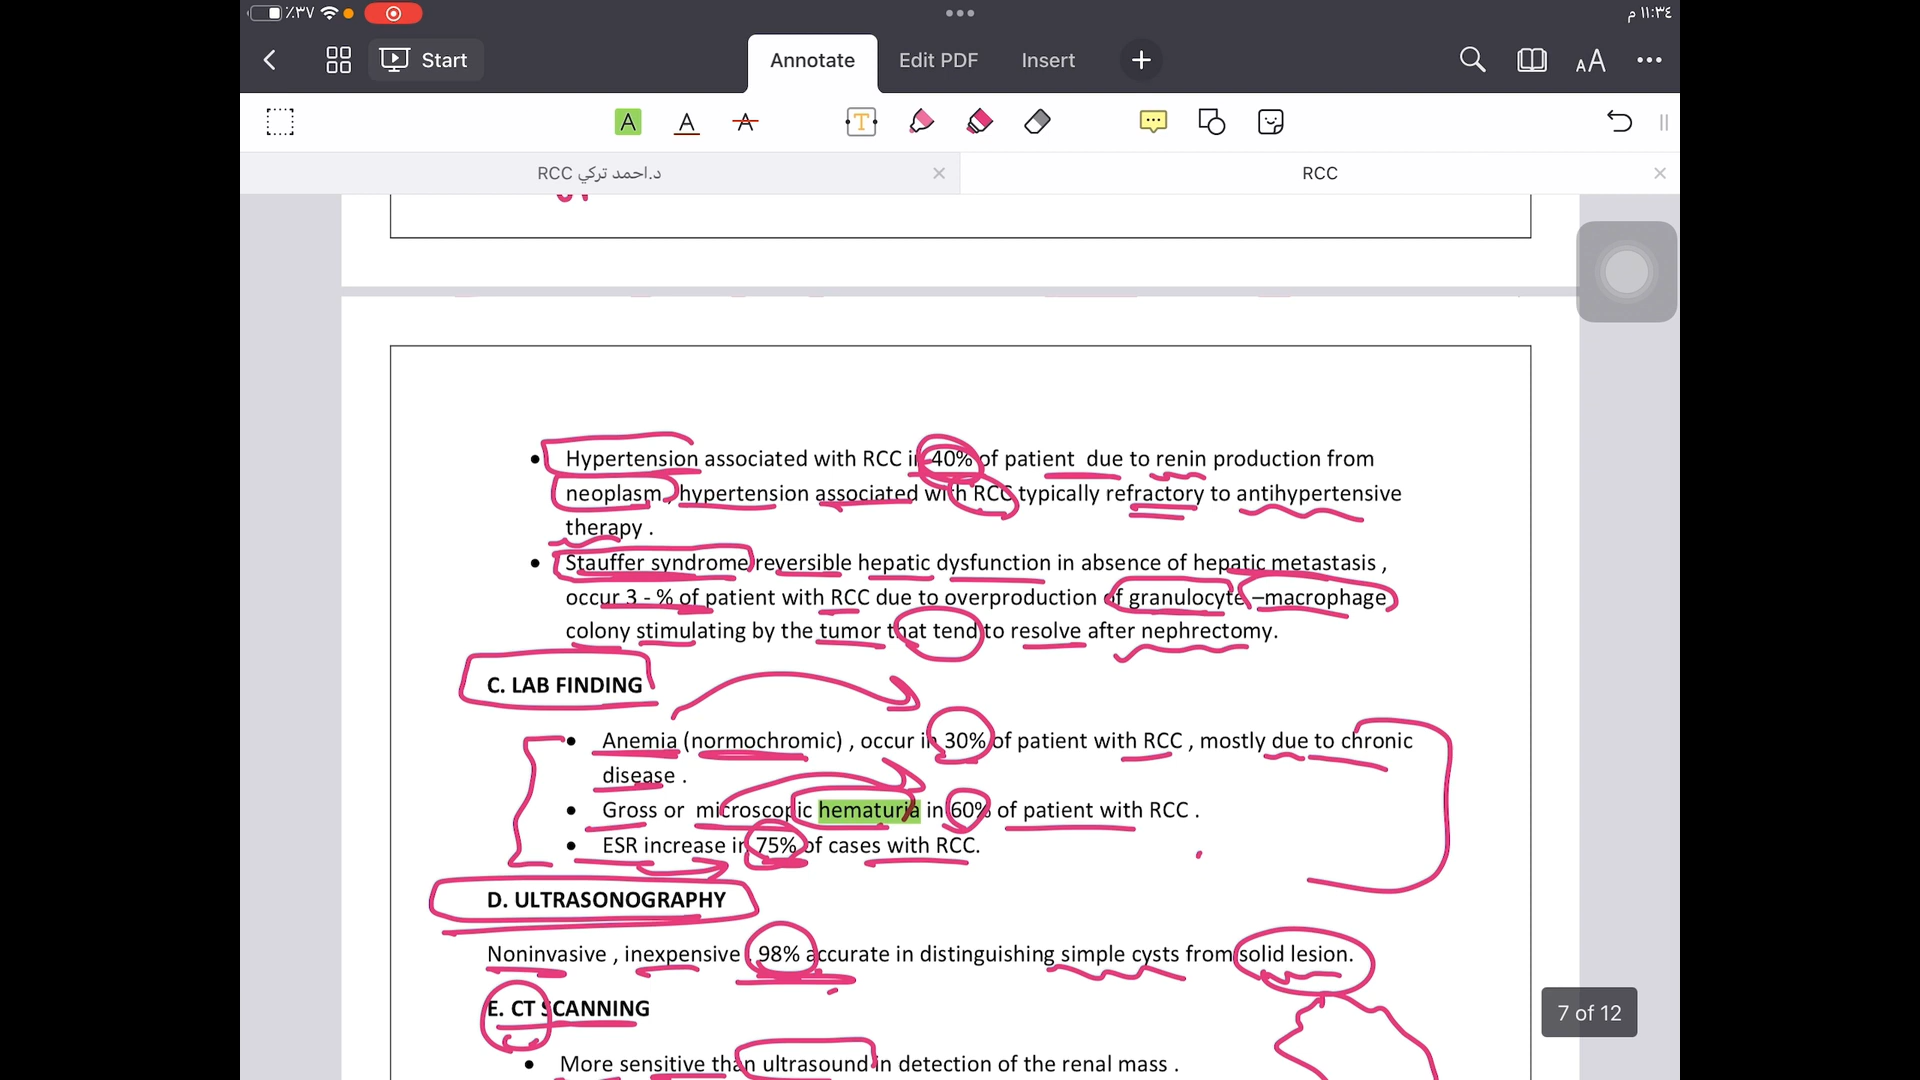 ٪٣٧
١١:٣٤ م
Start
Annotate
Edit PDF
Insert
RCC د.احمد تركي
RCC
• Hypertension associated with RCC in 40% of patient due to renin production from
neoplasm , hypertension associated with RCC typically refractory to antihypertensive
therapy .
• Stauffer syndrome reversible hepatic dysfunction in absence of hepatic metastasis ,
occur 3 - % of patient with RCC due to overproduction of granulocyte –macrophage
colony stimulating by the tumor that tend to resolve after nephrectomy.
C. LAB FINDING
• Anemia (normochromic) , occur in 30% of patient with RCC , mostly due to chronic
disease .
• Gross or microscopic hematuria in 60% of patient with RCC .
• ESR increase in 75% of cases with RCC.
D. ULTRASONOGRAPHY
Noninvasive , inexpensive , 98% accurate in distinguishing simple cysts from solid lesion.
E. CT SCANNING
• More sensitive than ultrasound in detection of the renal mass .
7 of 12